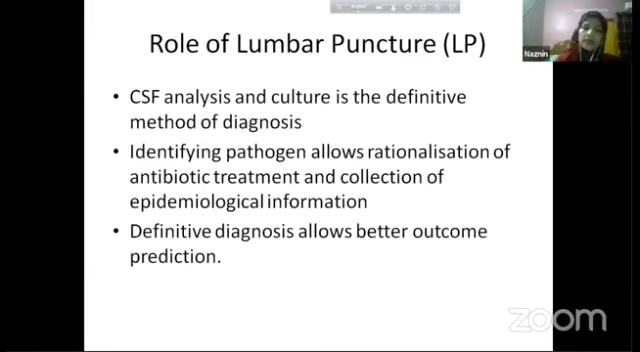 Role of Lumbar Puncture (LP)
Naznin
• CSF analysis and culture is the definitive
method of diagnosis
• Identifying pathogen allows rationalisation of
antibiotic treatment and collection of
epidemiological information
• Definitive diagnosis allows better outcome
prediction.
zoom